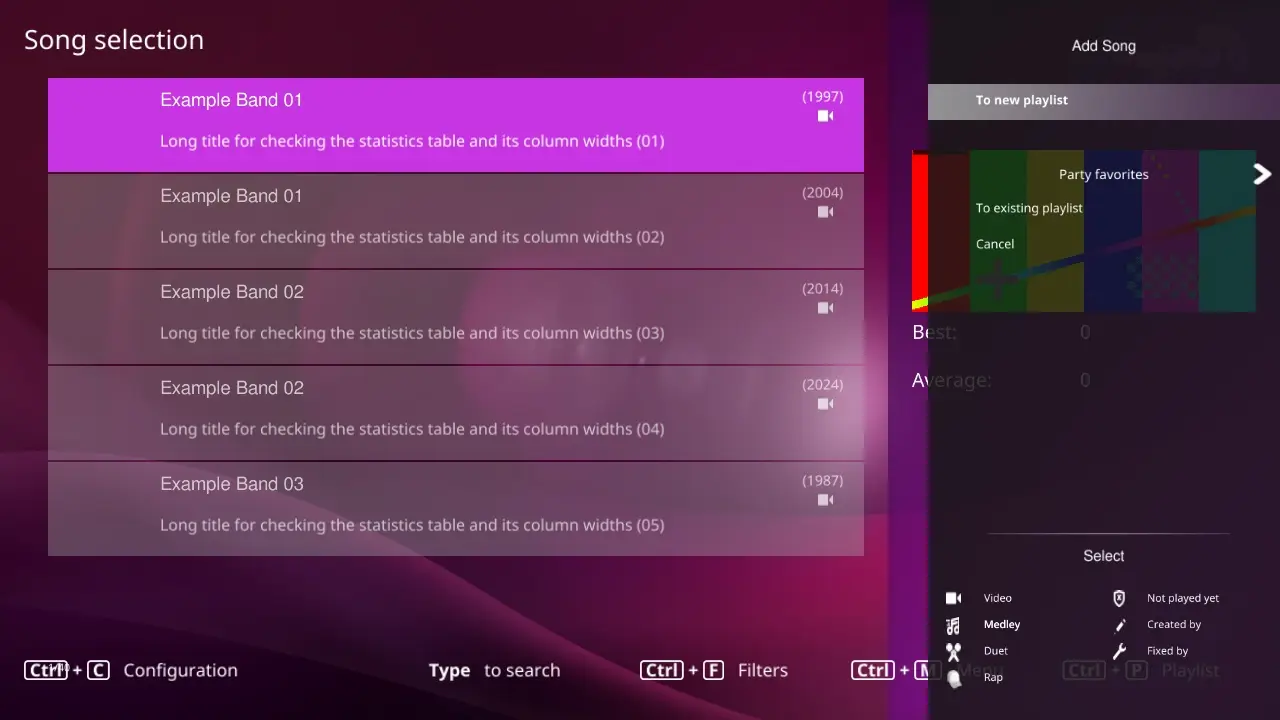 Song selection
Example Band 01
(1997)
Long title for checking the statistics table and its column widths (01)
Example Band 01
(2004)
Long title for checking the statistics table and its column widths (02)
Example Band 02
(2014)
Long title for checking the statistics table and its column widths (03)
Example Band 02
(2024)
Long title for checking the statistics table and its column widths (04)
Example Band 03
(1987)
Long title for checking the statistics table and its column widths (05)
Add Song
To new playlist
Party favorites
To existing playlist
Cancel
Best: 0
Average: 0
Select
Video
Not played yet
Medley
Created by
Duet
Fixed by
Rap
Ctrl + C Configuration
Type to search
Ctrl + F Filters
Ctrl + M Menu
Ctrl + P Playlist